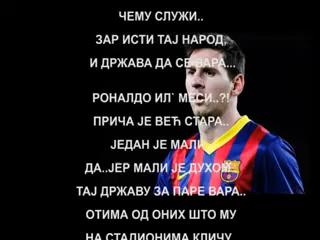 ЧЕМУ СЛУЖИ..
ЗАР ИСТИ ТАЈ НАРОД,
И ДРЖАВА ДА СЕ ВАРА...
РОНАЛДО ИЛ` МЕСИ..?!
ПРИЧА ЈЕ ВЕЋ СТАРА..
ЈЕДАН ЈЕ МАЛИ..
ДА..ЈЕР МАЛИ ЈЕ ДУХОМ..
ТАЈ ДРЖАВУ ЗА ПАРЕ ВАРА..
ОТИМА ОД ОНИХ ШТО МУ
НА СТАДИОНИМА КЛИЧУ